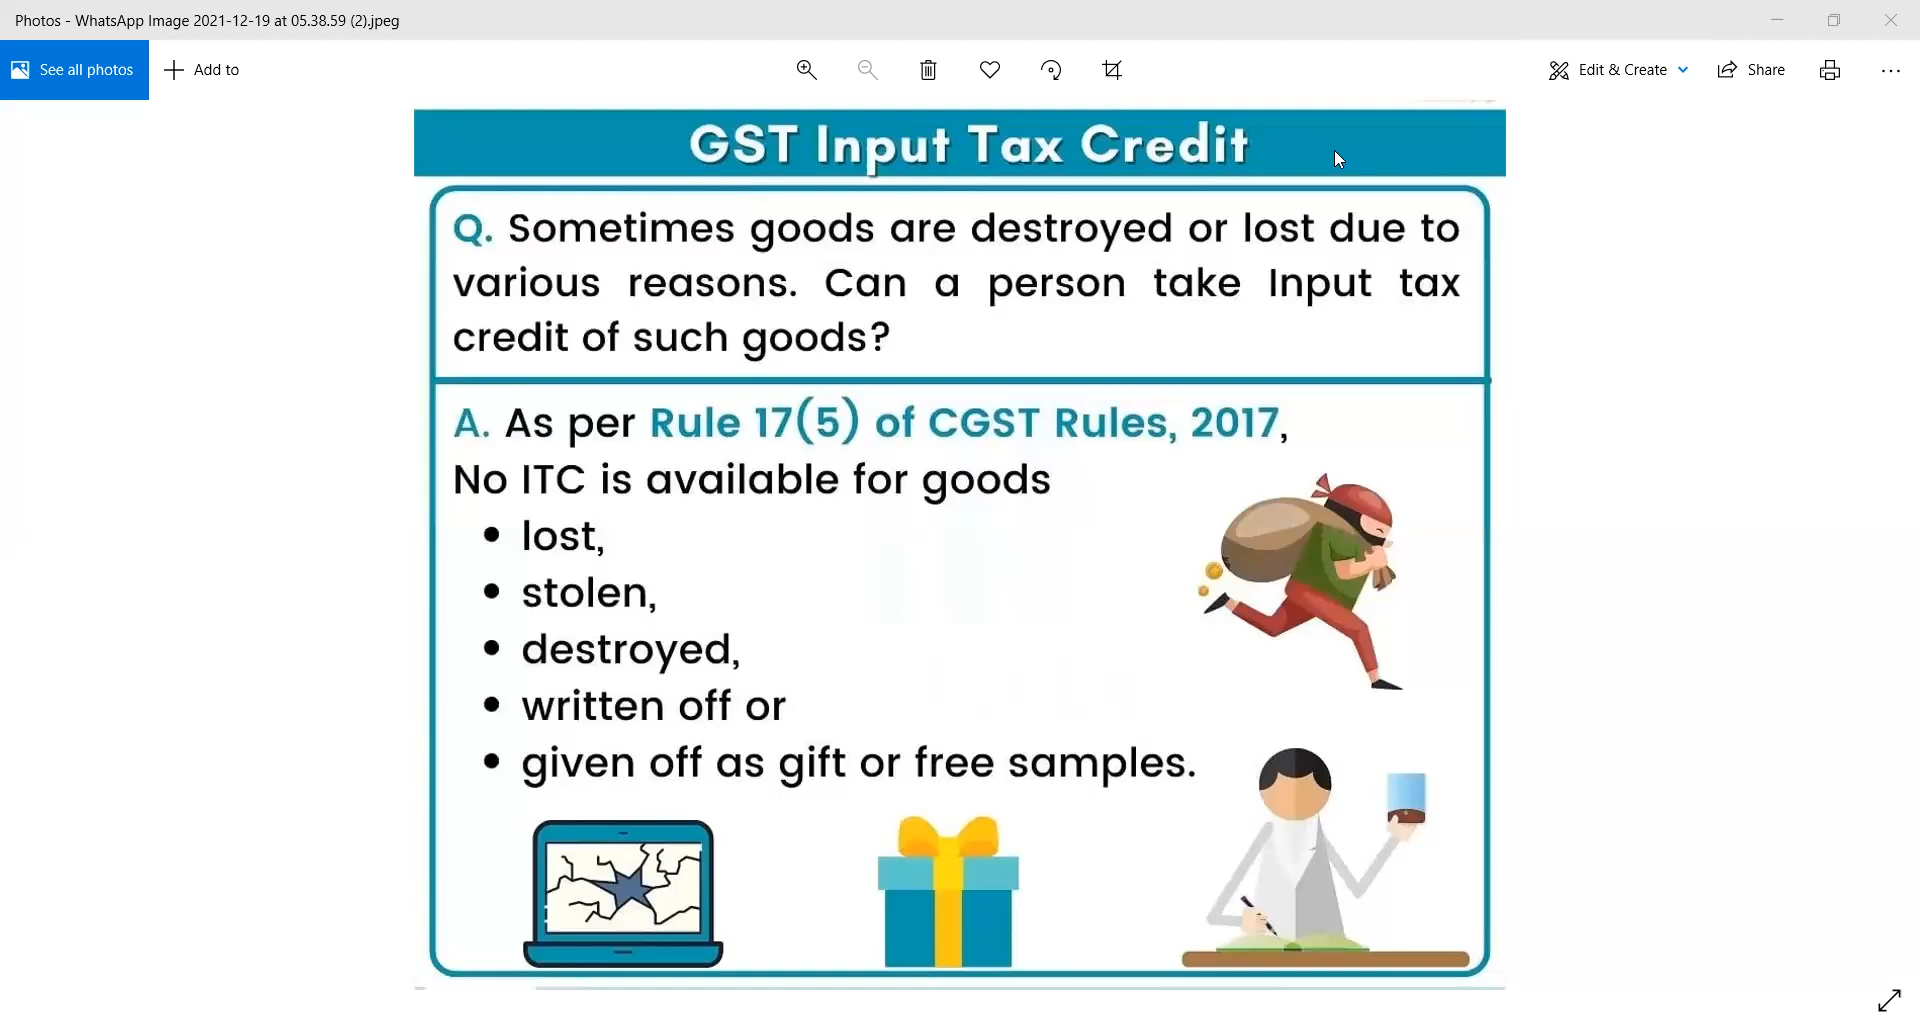 Photos - WhatsApp Image 2021-12-19 at 05.38.59 (2).jpeg
See all photos
Add to
Edit & Create
Share
GST Input Tax Credit
Q. Sometimes goods are destroyed or lost due to
various reasons. Can a person take Input tax
credit of such goods?
A. As per Rule 17(5) of CGST Rules, 2017,
No ITC is available for goods
• lost,
• stolen,
• destroyed,
• written off or
• given off as gift or free samples.